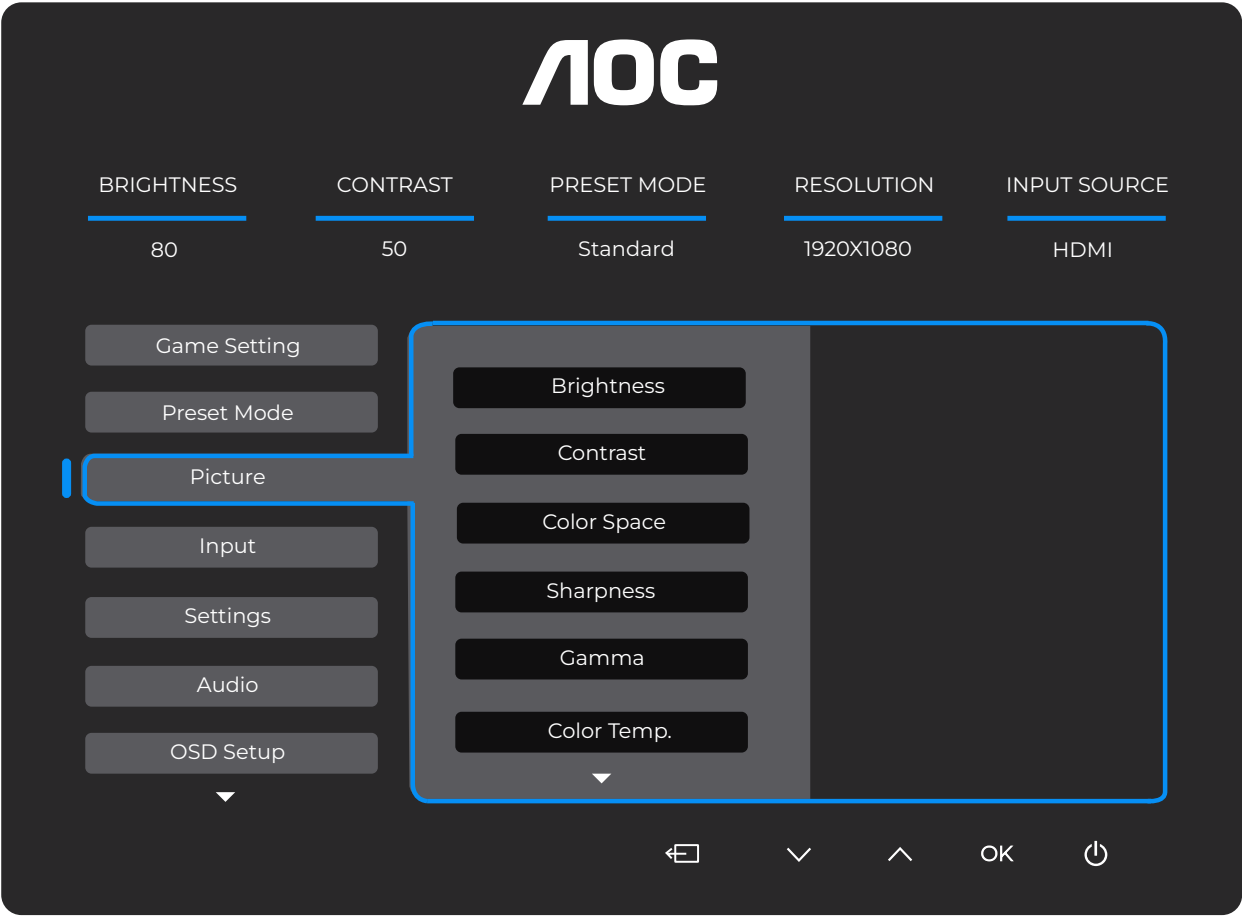 AOC
BRIGHTNESS CONTRAST PRESET MODE RESOLUTION INPUT SOURCE
80 50 Standard 1920X1080 HDMI
Game Setting
Preset Mode
Picture
Input
Settings
Audio
OSD Setup
Brightness
Contrast
Color Space
Sharpness
Gamma
Color Temp.
OK